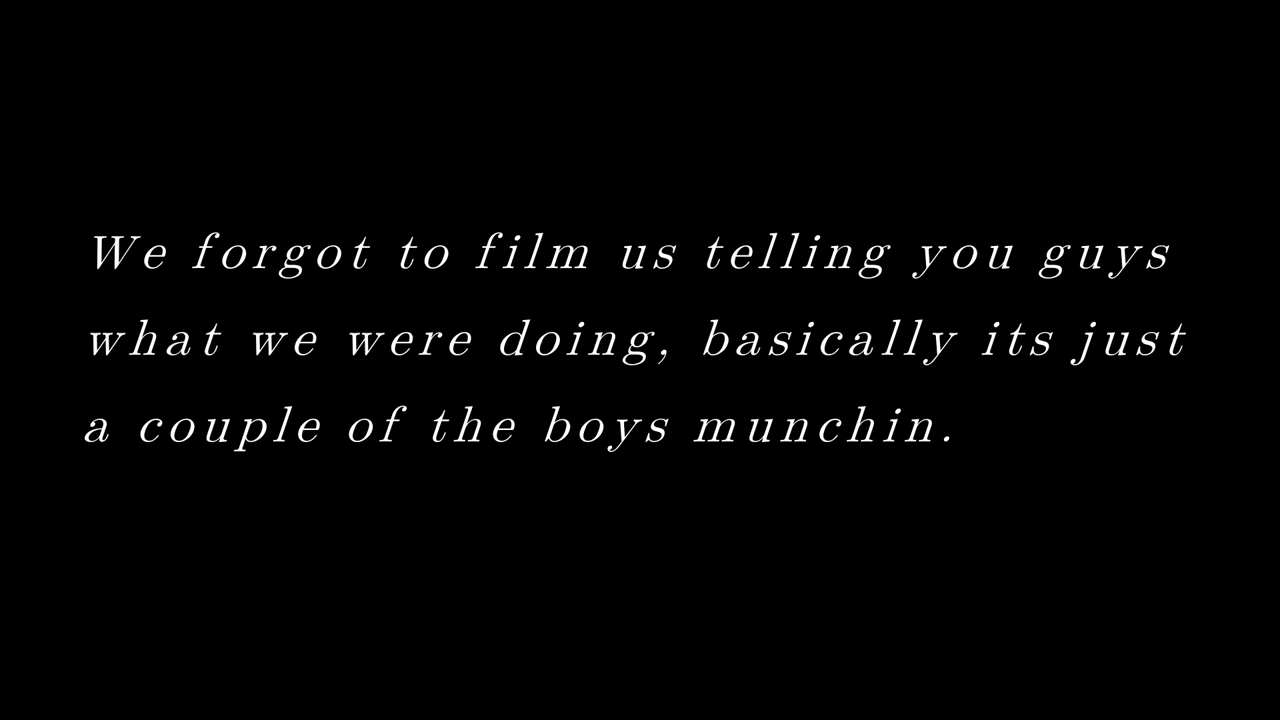 We forgot to film us telling you guys
what we were doing, basically its just
a couple of the boys munchin.